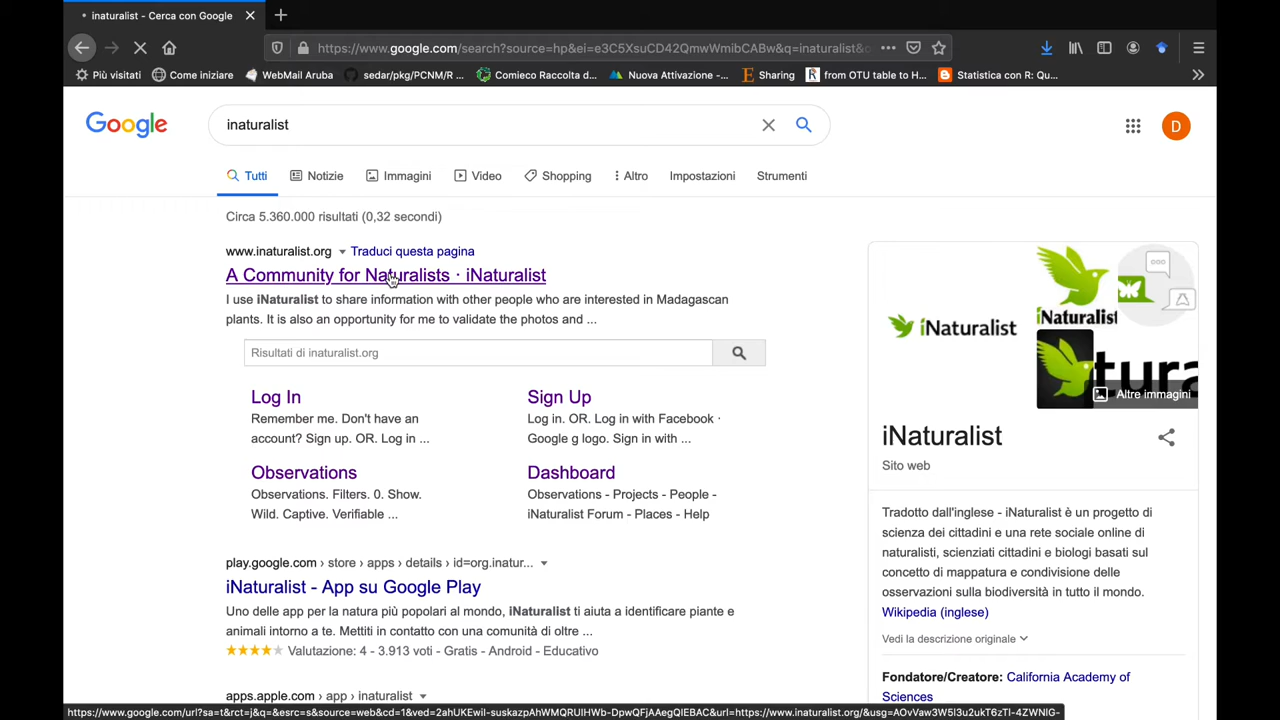 inaturalist - Cerca con Google
https://www.google.com/search?source=hp&ei=e3C5XsuCD42QmwWmibCABw&q=inaturalist&o
Più visitati
Come iniziare
WebMail Aruba
sedar/pkg/PCNM/R ...
Comieco Raccolta d...
Nuova Attivazione -...
Sharing
from OTU table to H...
Statistica con R: Qu...
Google
inaturalist
D
Tutti
Notizie
Immagini
Video
Shopping
Altro
Impostazioni
Strumenti
Circa 5.360.000 risultati (0,32 secondi)
www.inaturalist.org
Traduci questa pagina
A Community for Naturalists · iNaturalist
I use iNaturalist to share information with other people who are interested in Madagascan
plants. It is also an opportunity for me to validate the photos and ...
Risultati di inaturalist.org
Log In
Remember me. Don't have an
account? Sign up. OR. Log in ...
Sign Up
Log in. OR. Log in with Facebook ·
Google g logo. Sign in with ...
Observations
Observations. Filters. 0. Show.
Wild. Captive. Verifiable ...
Dashboard
Observations - Projects - People -
iNaturalist Forum - Places - Help
play.google.com › store › apps › details › id=org.inatur...
iNaturalist - App su Google Play
Uno delle app per la natura più popolari al mondo, iNaturalist ti aiuta a identificare piante e
animali intorno a te. Mettiti in contatto con una comunità di oltre ...
Valutazione: 4 - 3.913 voti - Gratis - Android - Educativo
apps.apple.com › app › inaturalist
iNaturalist
iNaturalist
tura
Altre immagini
iNaturalist
Sito web
Tradotto dall'inglese - iNaturalist è un progetto di
scienza dei cittadini e una rete sociale online di
naturalisti, scienziati cittadini e biologi basati sul
concetto di mappatura e condivisione delle
osservazioni sulla biodiversità in tutto il mondo.
Wikipedia (inglese)
Vedi la descrizione originale
Fondatore/Creatore: California Academy of
Sciences